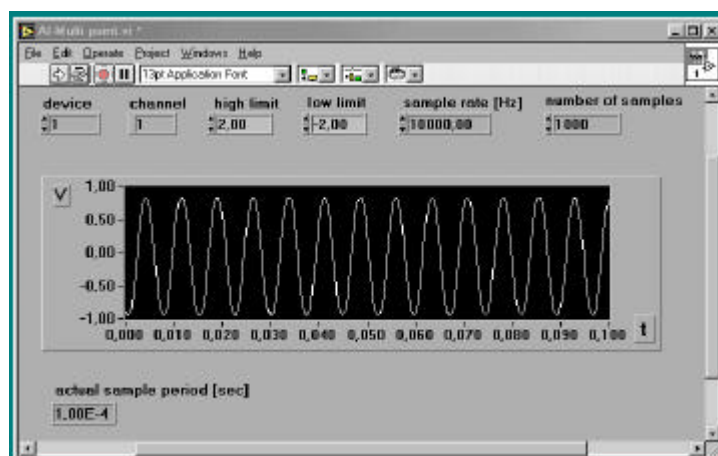 AI-Multi point.vi *
File Edit Operate Project Windows Help
13pt Application Font
1
device channel high limit low limit sample rate [Hz] number of samples
1 1 2,00 -2,00 10000,00 1000
V
1,00
0.50
0,00
-0.50
-1,00
0,000 0,010 0,020 0,030 0,040 0,050 0,060 0,070 0,080 0,090 0,100
t
actual sample period [sec]
1.00E-4